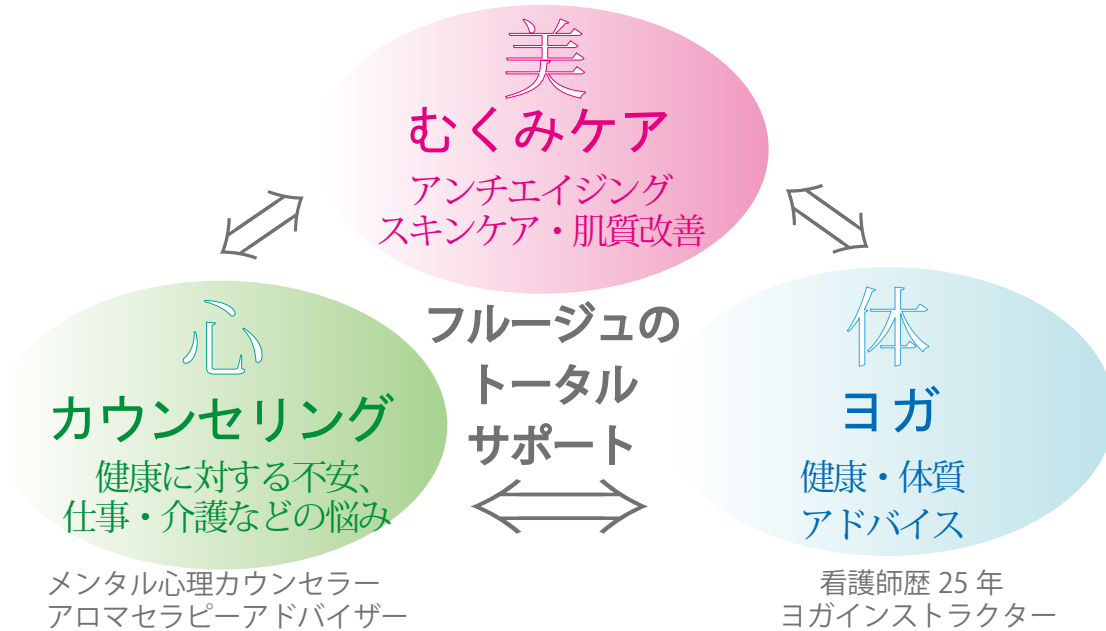 美
むくみケア
アンチエイジング
スキンケア・肌質改善
フルージュの
トータル
サポート
心
カウンセリング
健康に対する不安、
仕事・介護などの悩み
メンタル心理カウンセラー
アロマセラピーアドバイザー
体
ヨガ
健康・体質
アドバイス
看護師歴 25 年
ヨガインストラクター